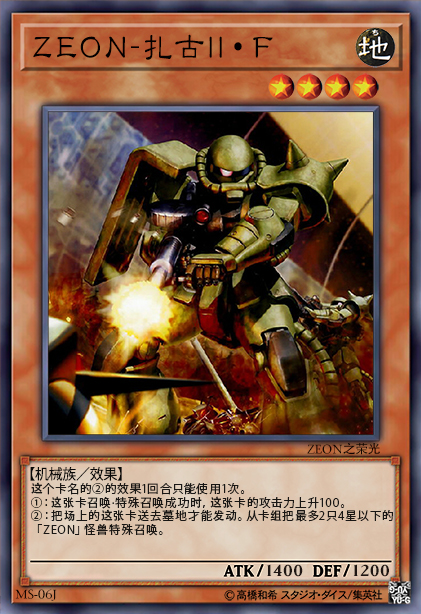 ZEON-扎古II·F
地
ZEON之荣光
【机械族／效果】
这个卡名的②的效果1回合只能使用1次。
①：这张卡召唤·特殊召唤成功时，这张卡的攻击力上升100。
②：把场上的这张卡送去墓地才能发动。从卡组把最多2只4星以下的
「ZEON」怪兽特殊召唤。
ATK/1400 DEF/1200
MS-06J
©高橋和希 スタジオ・ダイス/集英社